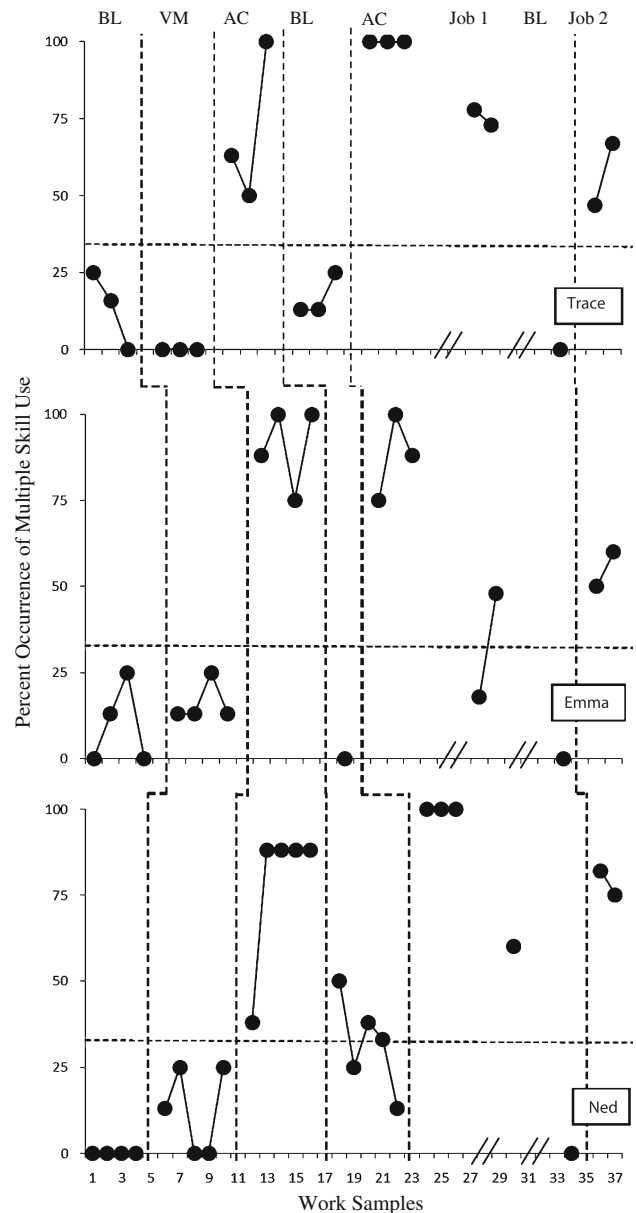 BL VM AC BL AC Job 1 BL Job 2
100
75
50
25
0
Trace
100
75
50
25
0
Emma
100
75
50
25
0
Ned
1 3 5 7 9 11 13 15 17 19 21 23 25 27 29 31 33 35 37
Work Samples
Percent Occurrence of Multiple Skill Use